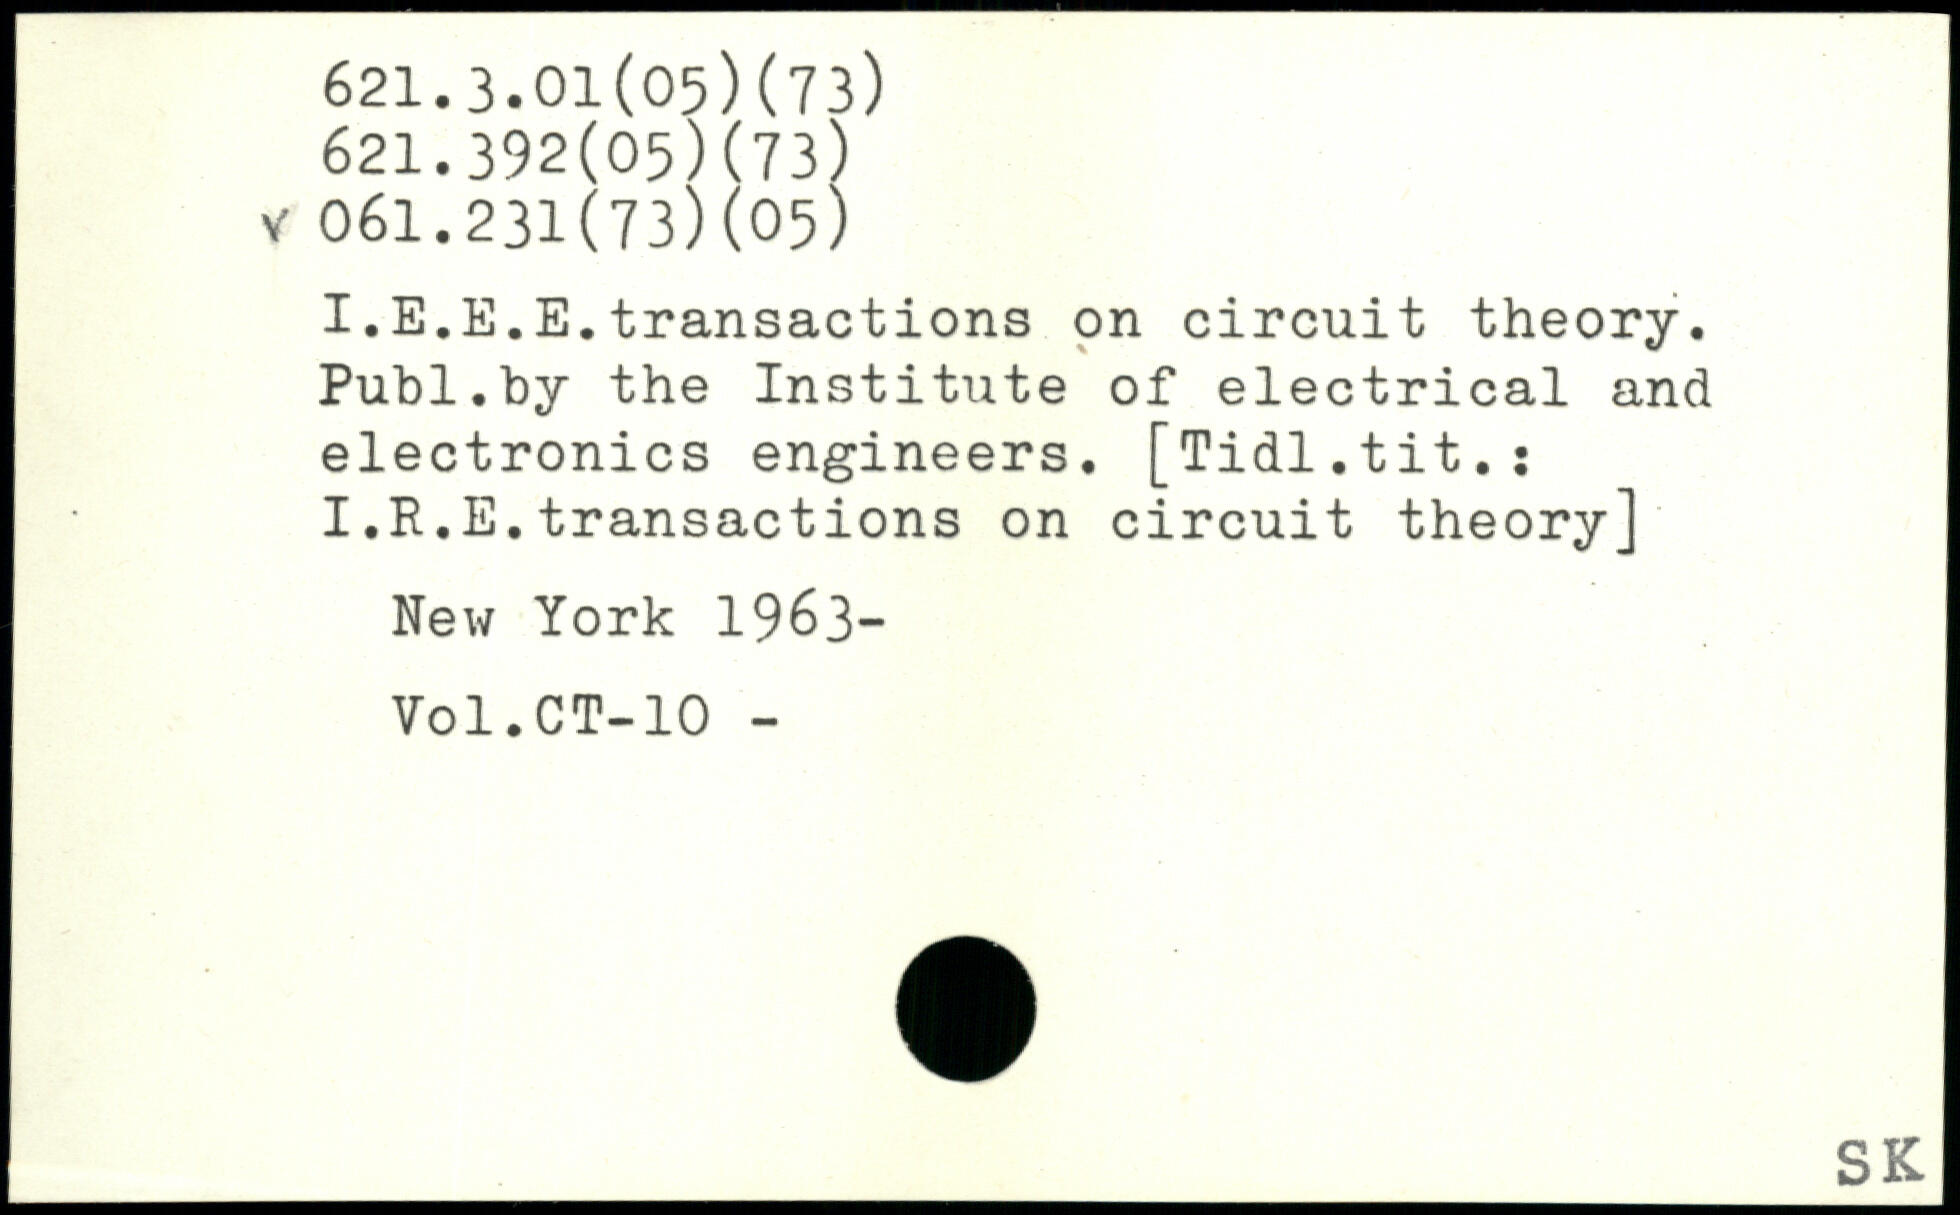 621.3.01(05)(73)
621.392(05)(73)
v 061.231(73)(05)
I.E.E.E.transactions on circuit theory.
Publ.by the Institute of electrical and
electronics engineers. [Tidl.tit.:
I.R.E.transactions on circuit theory]
New York 1963-
Vol.CT-10 -
SK